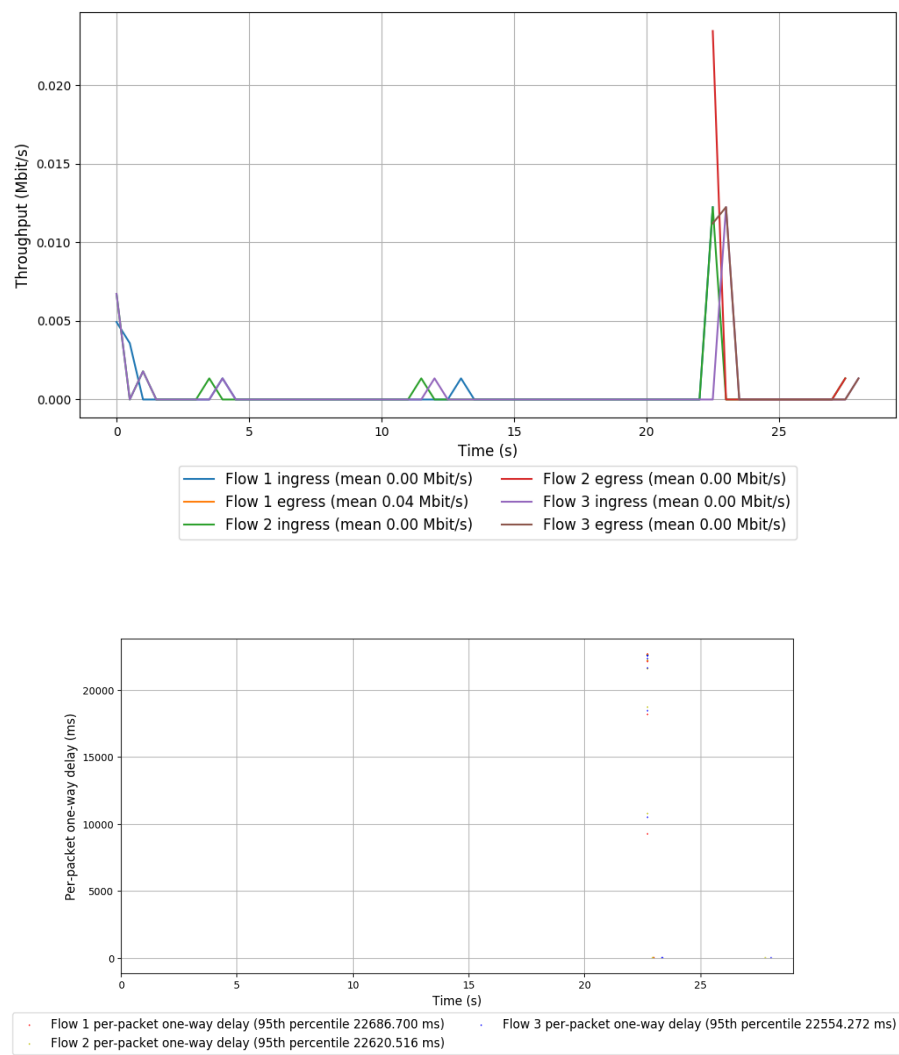 0.020
0.015
0.010
0.005
0.000
Throughput (Mbit/s)
0 5 10 15 20 25
Time (s)
Flow 1 ingress (mean 0.00 Mbit/s) Flow 2 egress (mean 0.00 Mbit/s)
Flow 1 egress (mean 0.04 Mbit/s) Flow 3 ingress (mean 0.00 Mbit/s)
Flow 2 ingress (mean 0.00 Mbit/s) Flow 3 egress (mean 0.00 Mbit/s)
20000
15000
10000
5000
0
Per-packet one-way delay (ms)
0 5 10 15 20 25
Time (s)
Flow 1 per-packet one-way delay (95th percentile 22686.700 ms) Flow 3 per-packet one-way delay (95th percentile 22554.272 ms)
Flow 2 per-packet one-way delay (95th percentile 22620.516 ms)